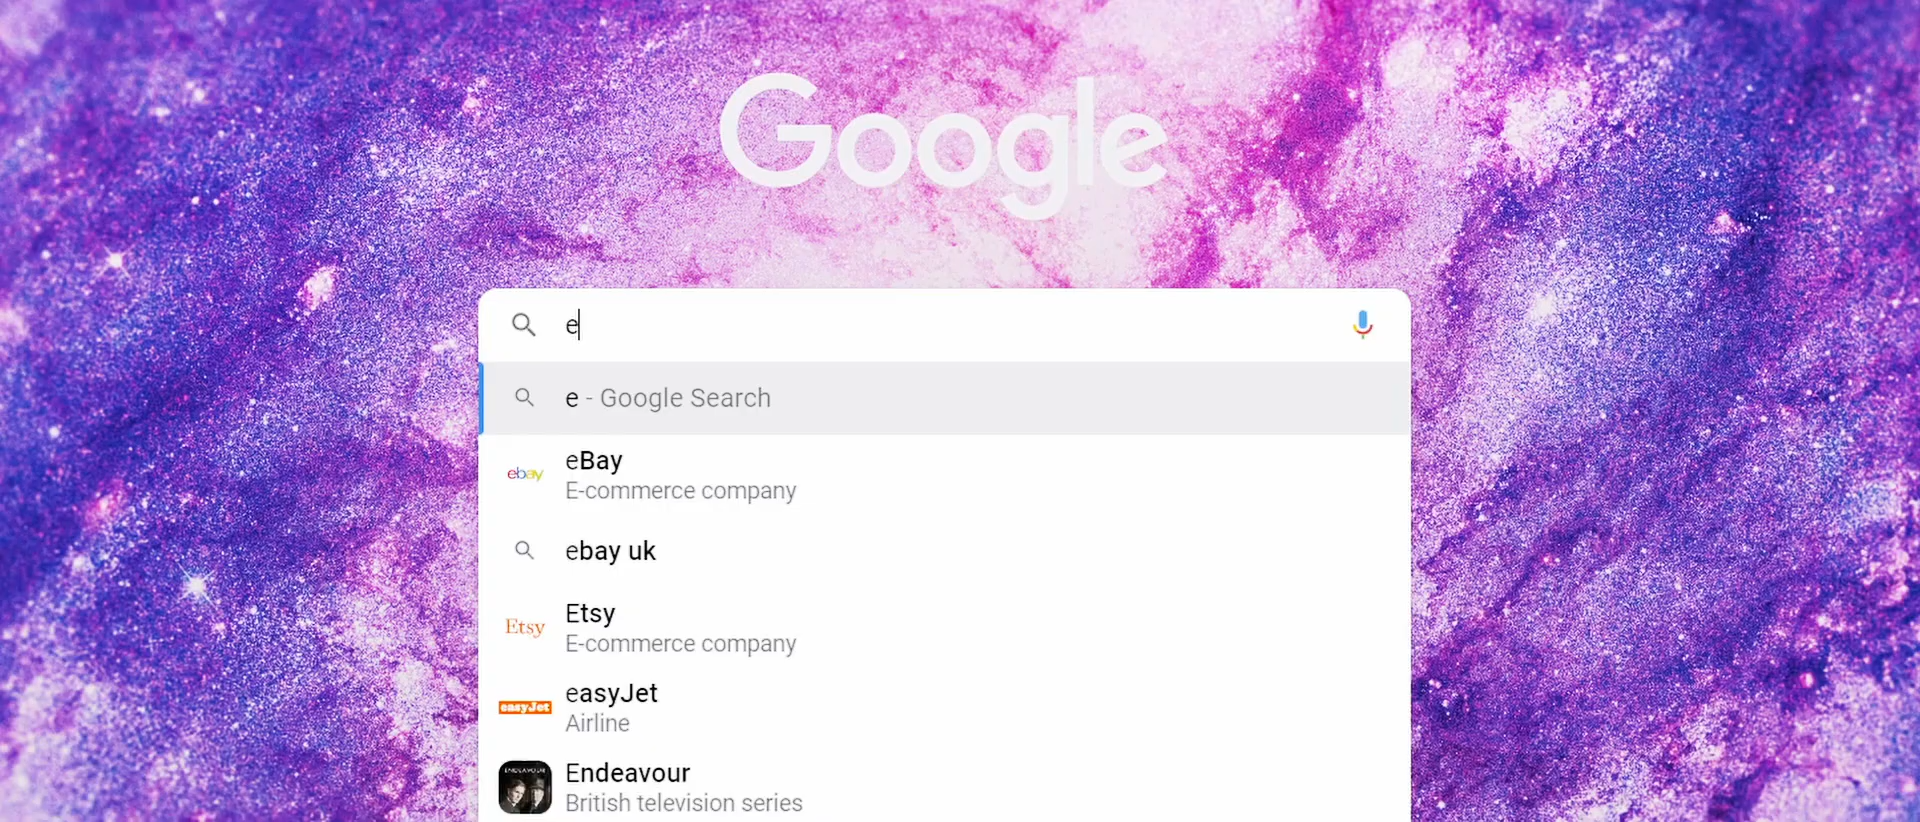 Google
e
e - Google Search
ebay
eBay
E-commerce company
ebay uk
Etsy
Etsy
E-commerce company
easyJet
easyJet
Airline
ENDEAVOUR
Endeavour
British television series